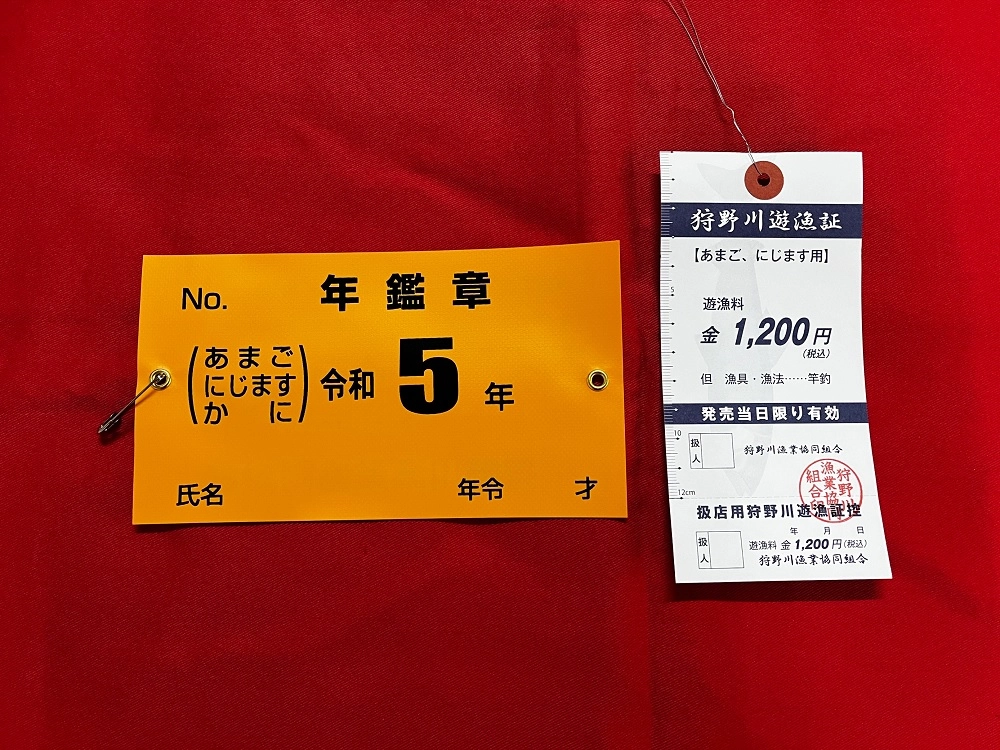 No. 年鑑章
(あまご
にじます
かに)
令和 5 年
氏名 年令 才
狩野川遊漁証
【あまご、にじます用】
5
遊漁料
金 1,200円
(税込)
但 漁具・漁法……竿釣
発売当日限り有効
10
扱人 狩野川漁業協同組合
狩野川
漁業協同
組合印
12cm
扱店用狩野川遊漁証控
年 月 日
扱人 遊漁料 金 1,200円(税込)
狩野川漁業協同組合